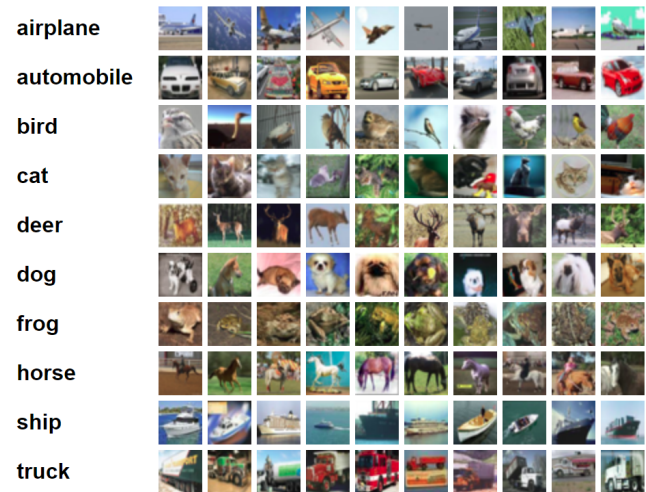 airplane
automobile
bird
cat
deer
dog
frog
horse
ship
truck